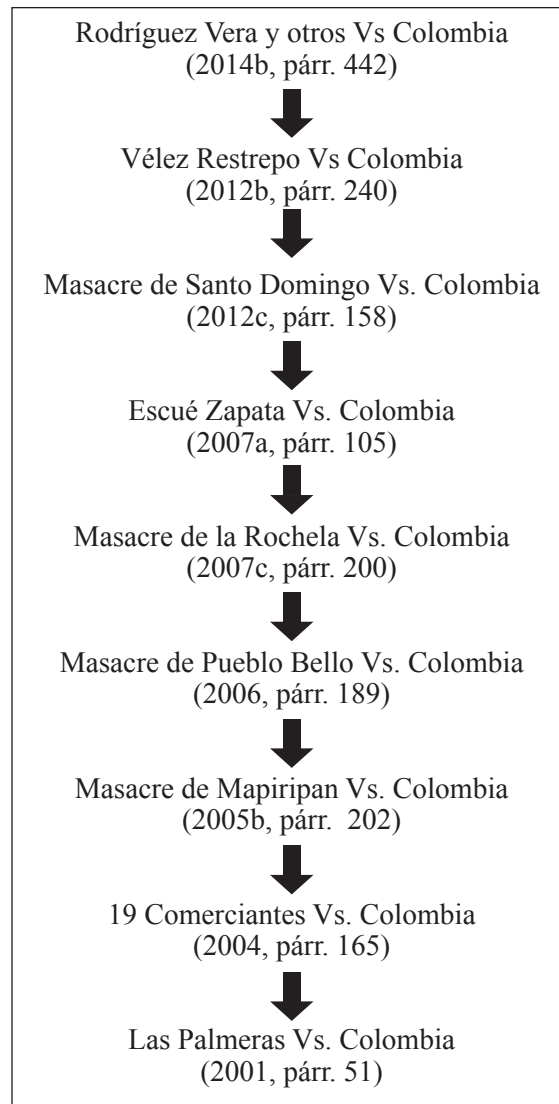 Rodríguez Vera y otros Vs Colombia
(2014b, párr. 442)
Vélez Restrepo Vs Colombia
(2012b, párr. 240)
Masacre de Santo Domingo Vs. Colombia
(2012c, párr. 158)
Escué Zapata Vs. Colombia
(2007a, párr. 105)
Masacre de la Rochela Vs. Colombia
(2007c, párr. 200)
Masacre de Pueblo Bello Vs. Colombia
(2006, párr. 189)
Masacre de Mapiripan Vs. Colombia
(2005b, párr. 202)
19 Comerciantes Vs. Colombia
(2004, párr. 165)
Las Palmeras Vs. Colombia
(2001, párr. 51)